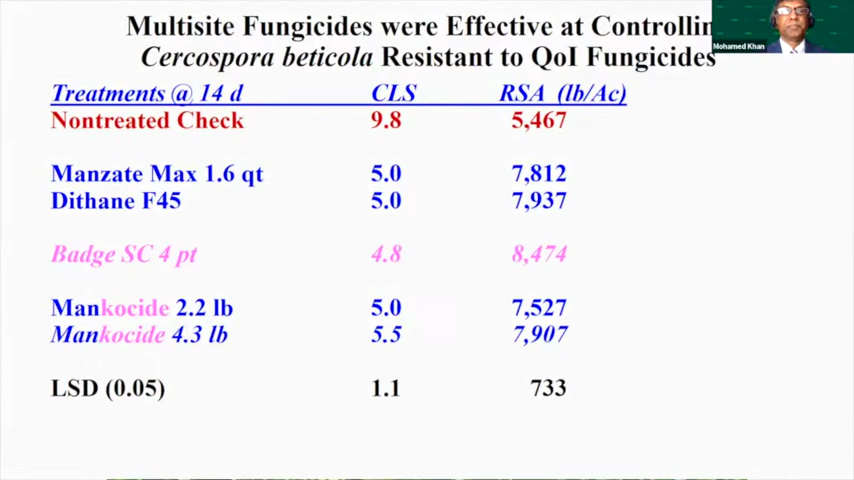 Multisite Fungicides were Effective at Controllin
Cercospora beticola Resistant to QoI Fungicides
Mohamed Khan
Treatments @ 14 d CLS RSA (lb/Ac)
Nontreated Check 9.8 5,467
Manzate Max 1.6 qt 5.0 7,812
Dithane F45 5.0 7,937
Badge SC 4 pt 4.8 8,474
Mankocide 2.2 lb 5.0 7,527
Mankocide 4.3 lb 5.5 7,907
LSD (0.05) 1.1 733